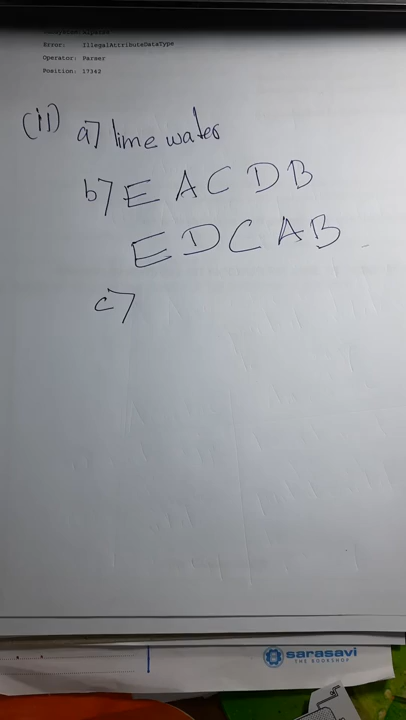 Error: IllegalAttributeDataType
Operator: Parser
Position: 17342
(ii) a) lime water
b) E A C D B
E D C A B
c)
sarasavi
THE BOOKSHOP